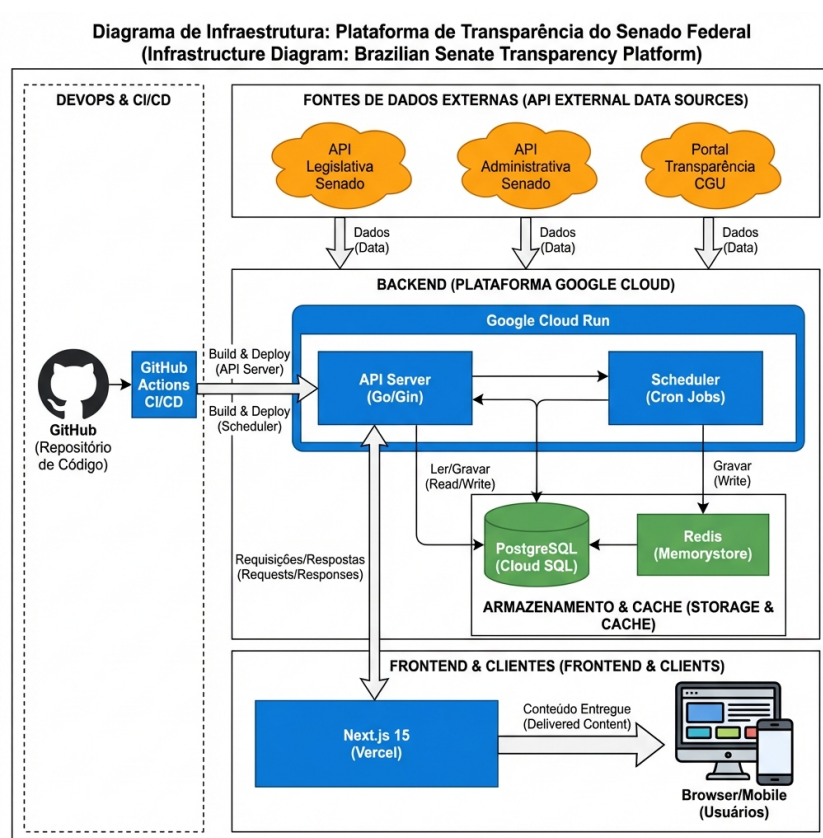 Diagrama de Infraestrutura: Plataforma de Transparência do Senado Federal
(Infrastructure Diagram: Brazilian Senate Transparency Platform)
DEVOPS & CI/CD
FONTES DE DADOS EXTERNAS (API EXTERNAL DATA SOURCES)
API
Legislativa
Senado
API
Administrativa
Senado
Portal
Transparência
CGU
Dados
(Data)
Dados
(Data)
Dados
(Data)
BACKEND (PLATAFORMA GOOGLE CLOUD)
Google Cloud Run
GitHub
(Repositório
de Código)
GitHub
Actions
CI/CD
Build & Deploy
(API Server)
Build & Deploy
(Scheduler)
API Server
(Go/Gin)
Scheduler
(Cron Jobs)
Ler/Gravar
(Read/Write)
Gravar
(Write)
PostgreSQL
(Cloud SQL)
Redis
(Memorystore)
ARMAZENAMENTO & CACHE (STORAGE &
CACHE)
Requisições/Respostas
(Requests/Responses)
FRONTEND & CLIENTES (FRONTEND & CLIENTS)
Next.js 15
(Vercel)
Conteúdo Entregue
(Delivered Content)
Browser/Mobile
(Usuários)